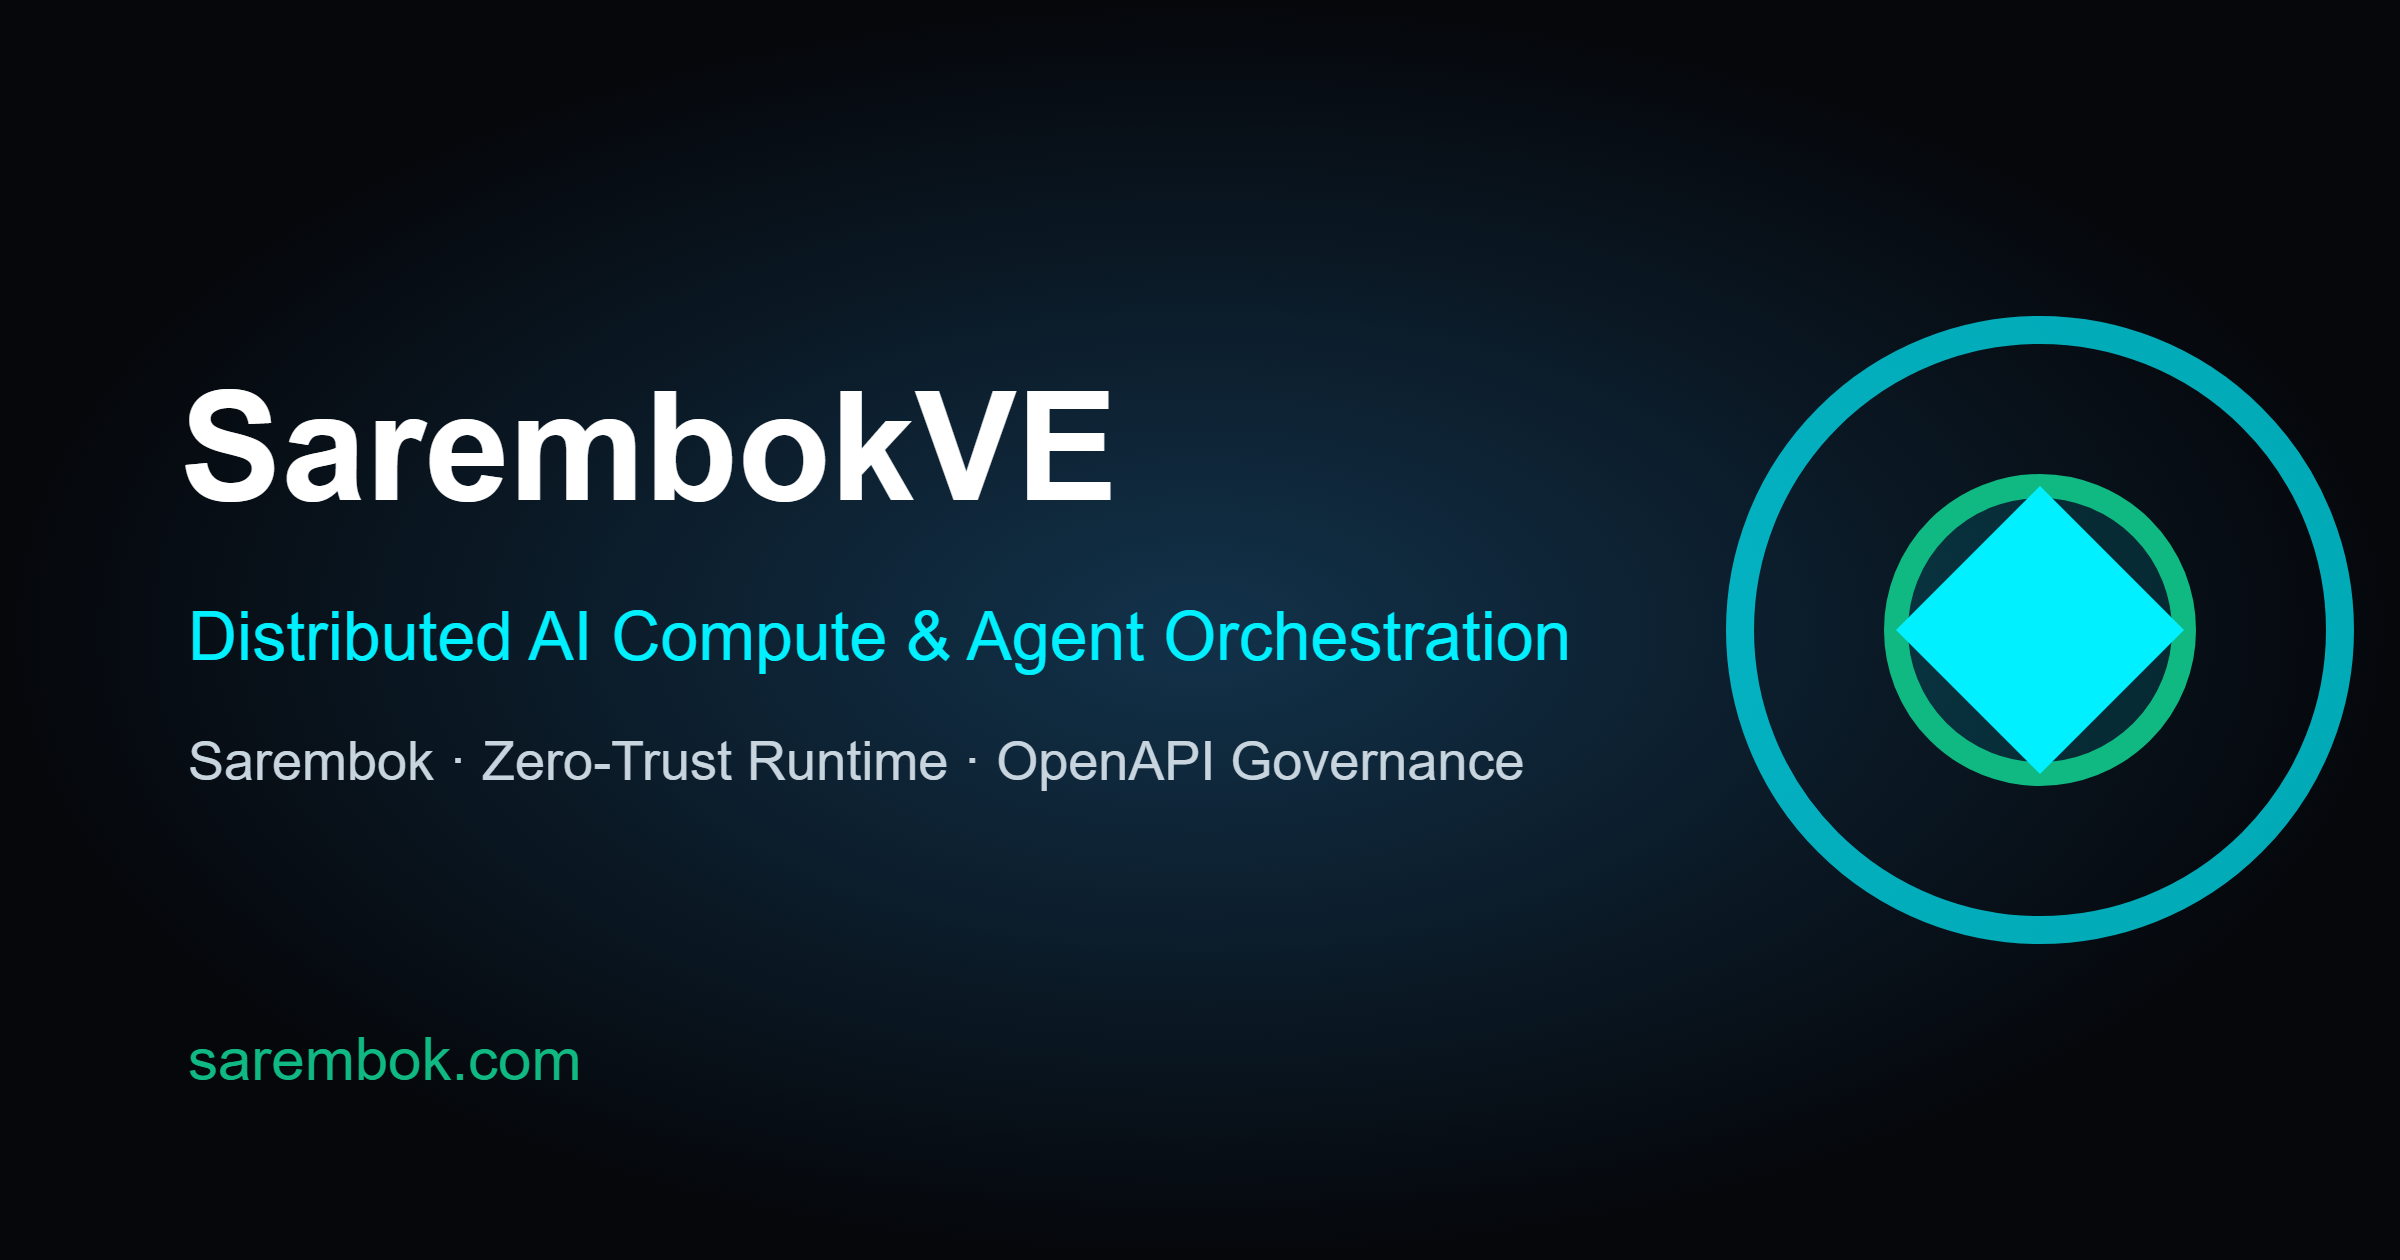 SarembokVE
Distributed AI Compute & Agent Orchestration
Sarembok · Zero-Trust Runtime · OpenAPI Governance
sarembok.com